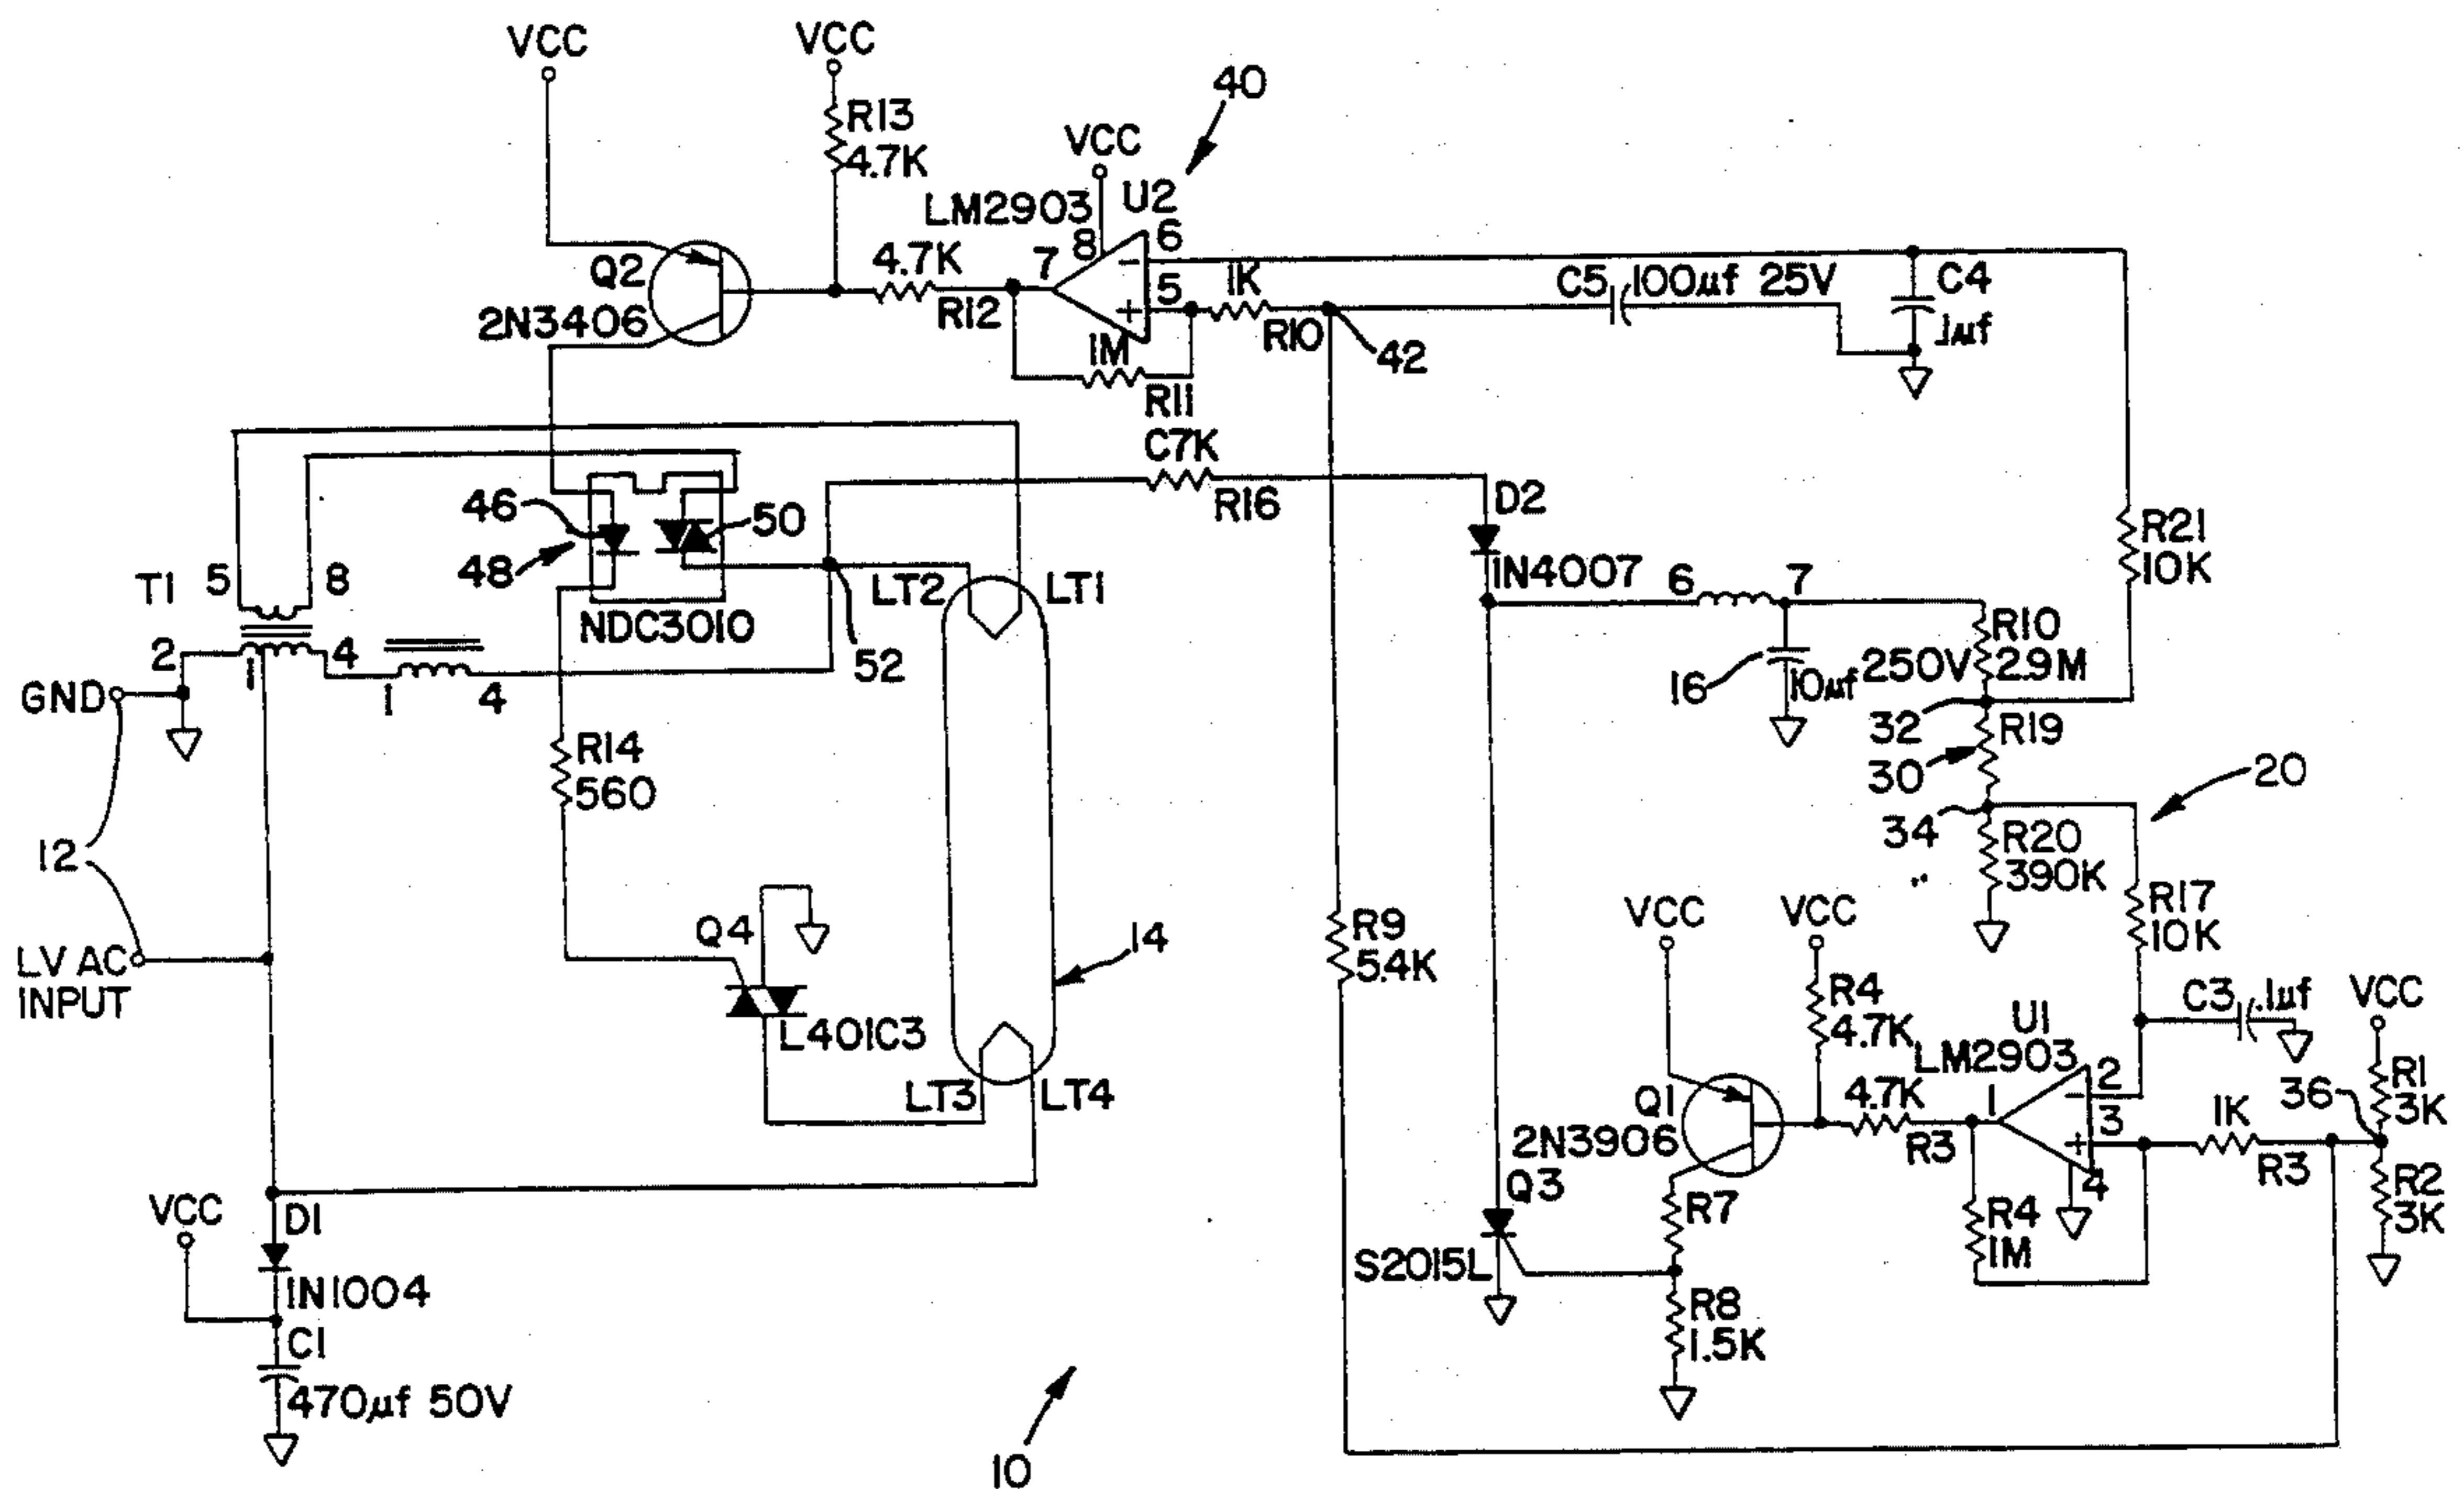 VCC
VCC
40
R13
4.7K
VCC
U2
LM2903
8
6
7
5
4.7K
R12
Q2
2N3406
1K
R10
42
C5
100µf 25V
C4
.1µf
1M
R11
C7K
R16
D2
1N4007
R21
10K
46
48
50
NDC3010
LT2
LT1
52
T1
5
8
2
1
4
1
4
GND
6
7
R10
2.9M
250V
16
10µf
32
R19
30
34
20
R20
390K
R17
10K
R14
560
12
LV AC
INPUT
Q4
L401C3
14
LT3
LT4
R9
5.4K
VCC
VCC
R4
4.7K
U1
LM2903
C3
.1µf
VCC
R1
3K
36
2
3
4
1
1K
R3
R2
3K
4.7K
R3
Q1
2N3906
Q3
S2015L
R7
R4
1M
R8
1.5K
VCC
D1
1N1004
C1
470µf 50V
10